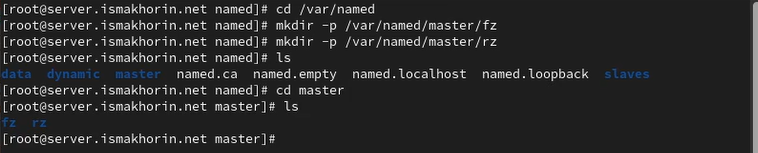 [root@server.ismakhorin.net named]# cd /var/named
[root@server.ismakhorin.net named]# mkdir -p /var/named/master/fz
[root@server.ismakhorin.net named]# mkdir -p /var/named/master/rz
[root@server.ismakhorin.net named]# ls
data dynamic master named.ca named.empty named.localhost named.loopback slaves
[root@server.ismakhorin.net named]# cd master
[root@server.ismakhorin.net master]# ls
fz rz
[root@server.ismakhorin.net master]#